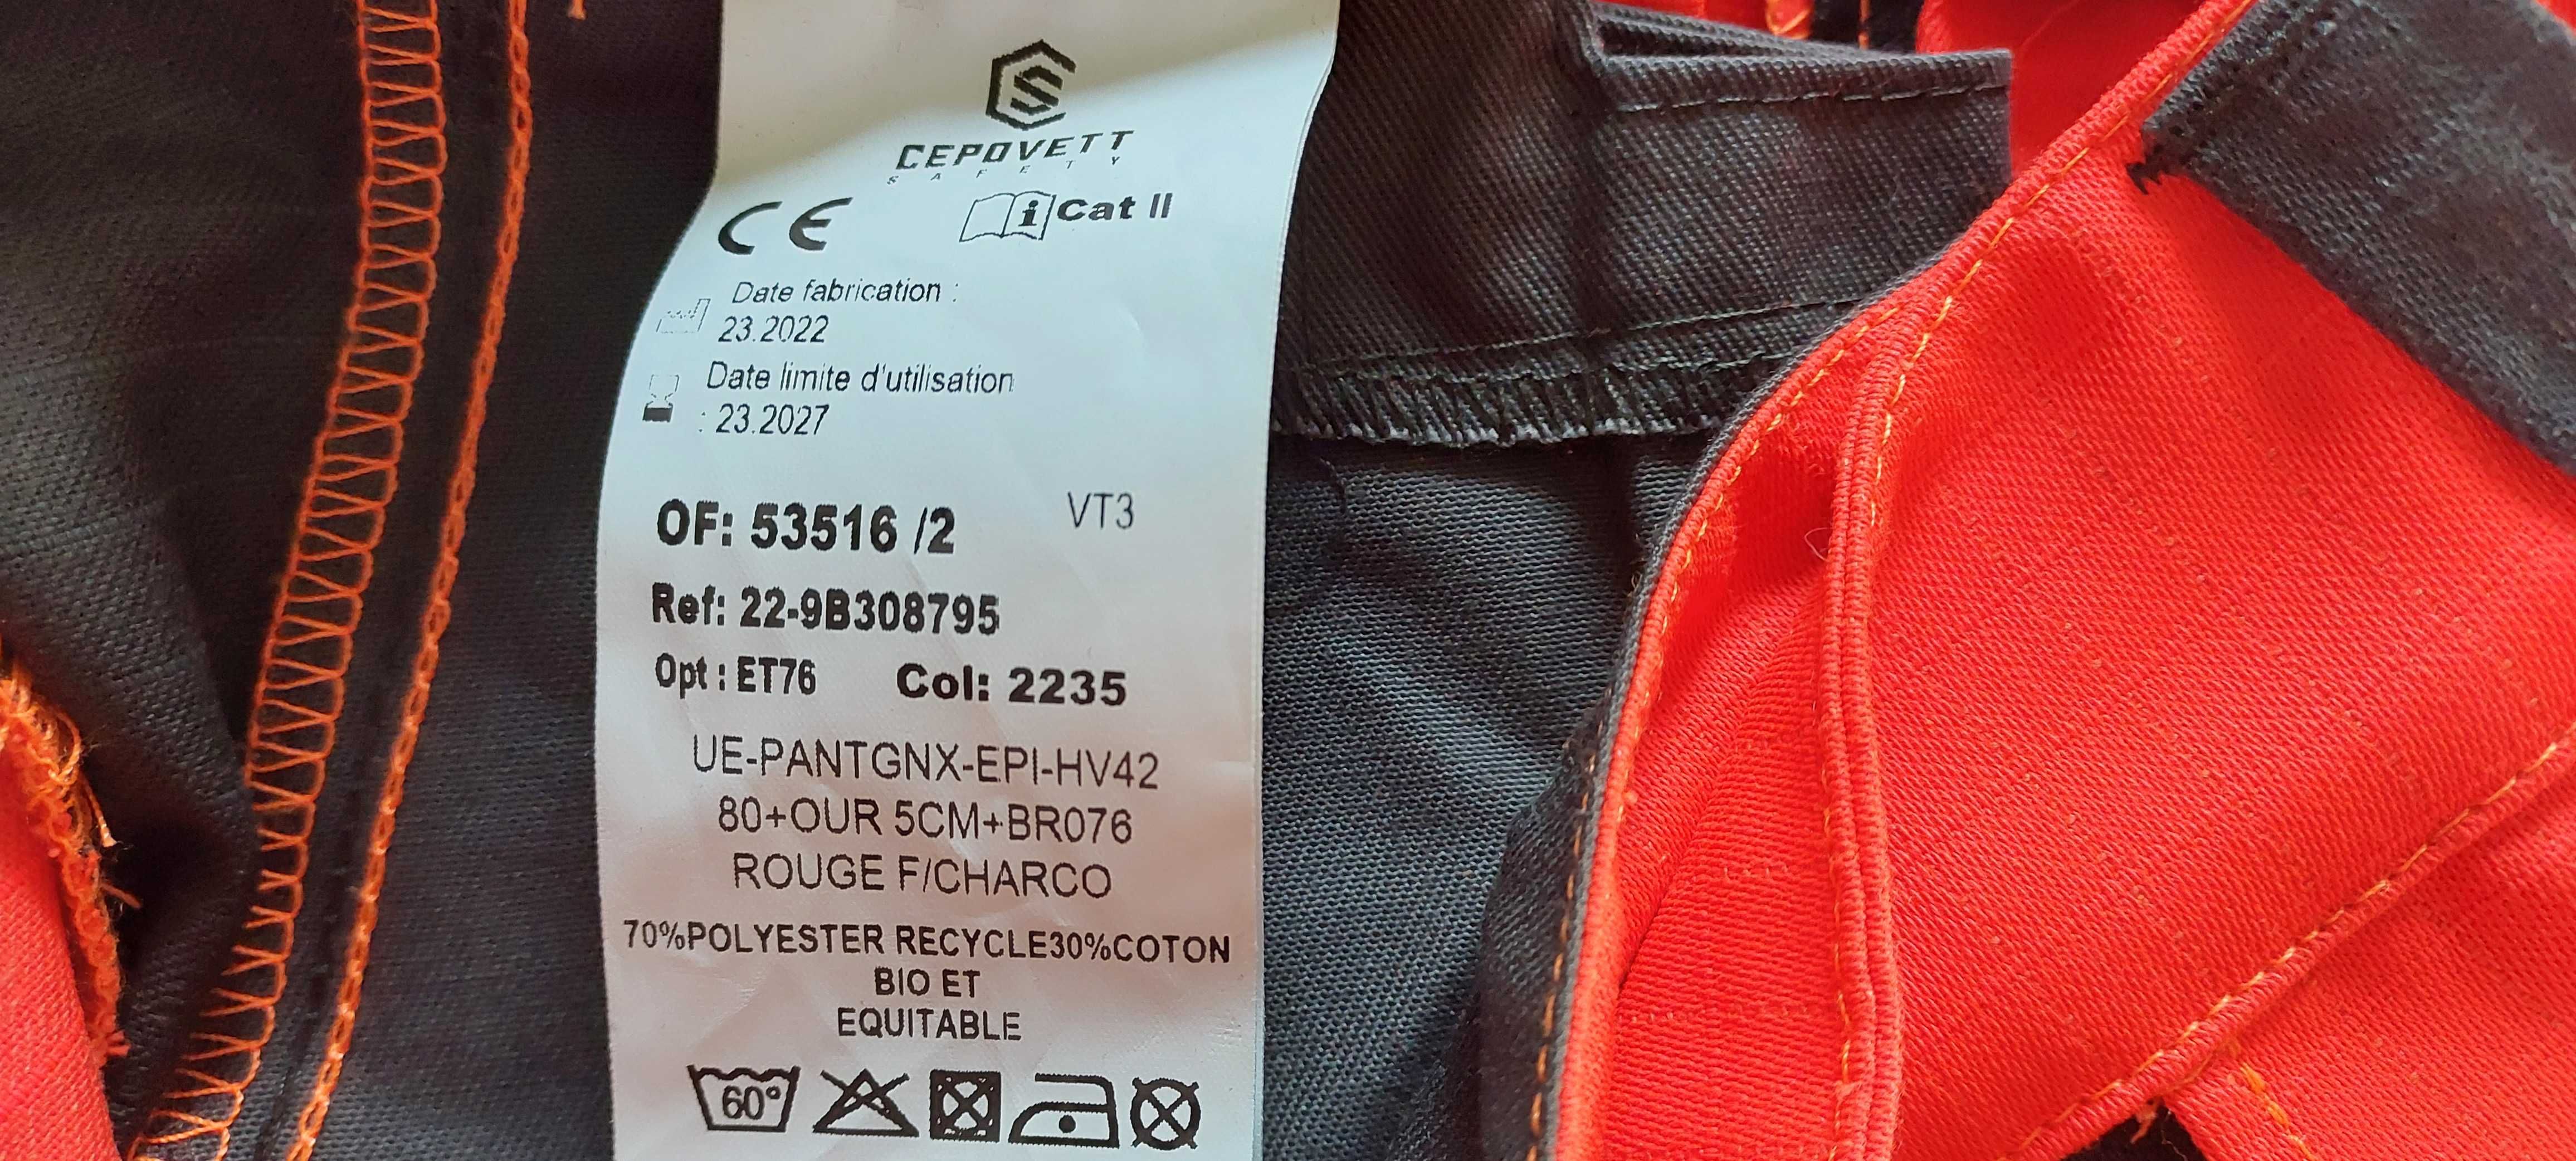 CEPOVETT
SAFETY
CE
i Cat II
Date fabrication :
23.2022
Date limite d'utilisation
: 23.2027
OF: 53516 /2 VT3
Ref: 22-9B308795
Opt : ET76 Col: 2235
UE-PANTGNX-EPI-HV42
80+OUR 5CM+BR076
ROUGE F/CHARCO
70%POLYESTER RECYCLE30%COTON
BIO ET
EQUITABLE
60°